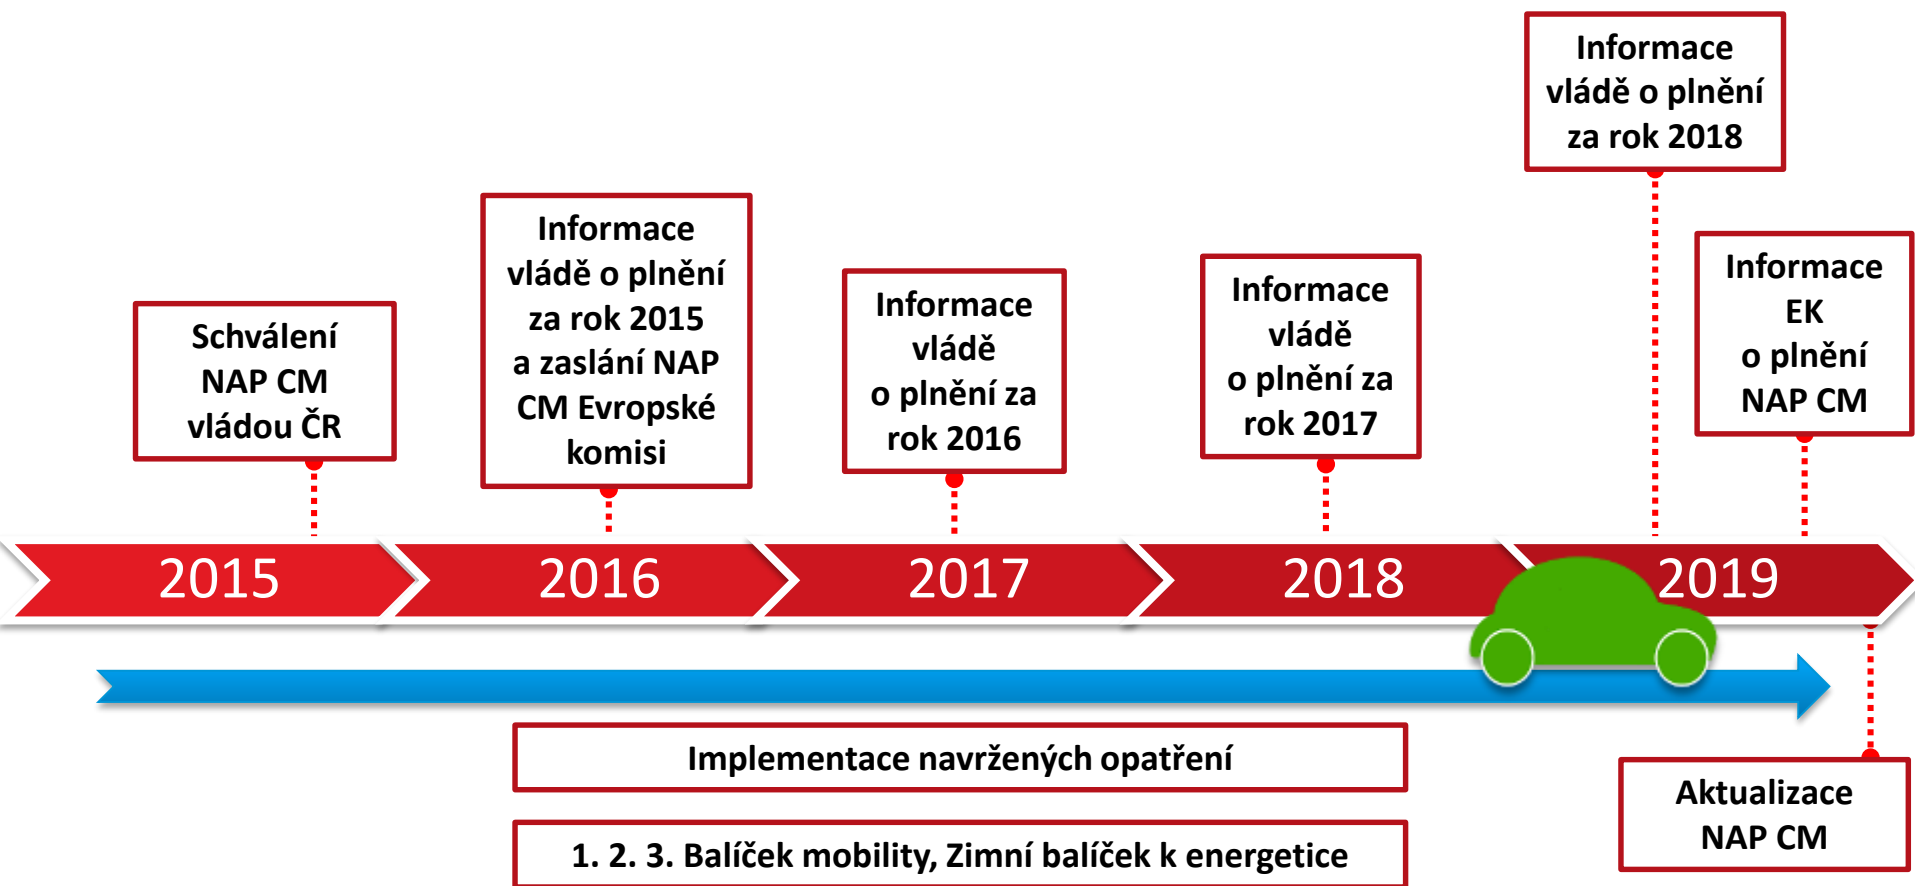 Informace
vládě o plnění
za rok 2018
Informace
vládě o plnění
za rok 2015
a zaslání NAP
CM Evropské
komisi
Informace
EK
o plnění
NAP CM
Informace
vládě
o plnění za
rok 2017
Informace
vládě
o plnění za
rok 2016
Schválení
NAP CM
vládou ČR
2015
2016
2017
2018
2019
Implementace navržených opatření
Aktualizace
NAP CM
1. 2. 3. Balíček mobility, Zimní balíček k energetice